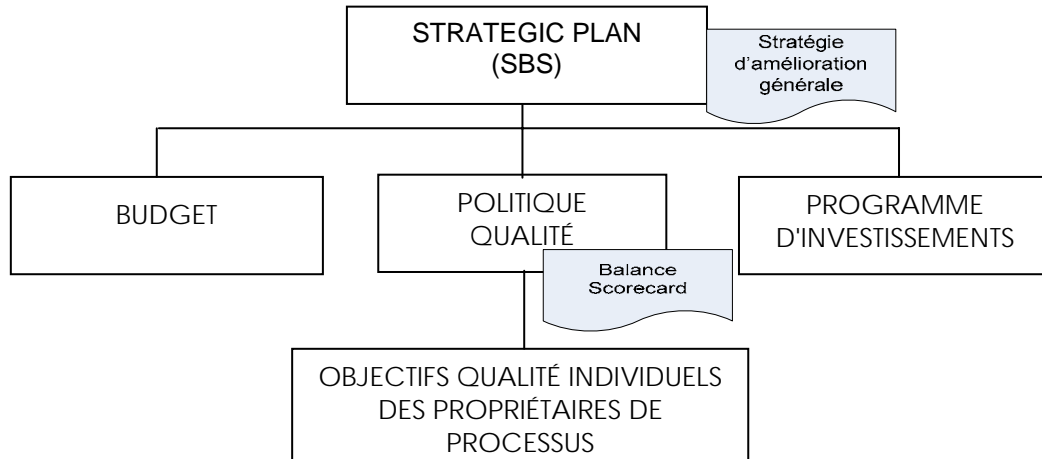 STRATEGIC PLAN
(SBS)
Stratégie
d'amélioration
générale
BUDGET
POLITIQUE
QUALITÉ
PROGRAMME
D'INVESTISSEMENTS
Balance
Scorecard
OBJECTIFS QUALITÉ INDIVIDUELS
DES PROPRIÉTAIRES DE
PROCESSUS